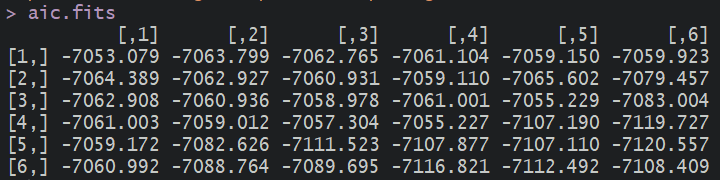 > aic.fits
[,1] [,2] [,3] [,4] [,5] [,6]
[1,] -7053.079 -7063.799 -7062.765 -7061.104 -7059.150 -7059.923
[2,] -7064.389 -7062.927 -7060.931 -7059.110 -7065.602 -7079.457
[3,] -7062.908 -7060.936 -7058.978 -7061.001 -7055.229 -7083.004
[4,] -7061.003 -7059.012 -7057.304 -7055.227 -7107.190 -7119.727
[5,] -7059.172 -7082.626 -7111.523 -7107.877 -7107.110 -7120.557
[6,] -7060.992 -7088.764 -7089.695 -7116.821 -7112.492 -7108.409